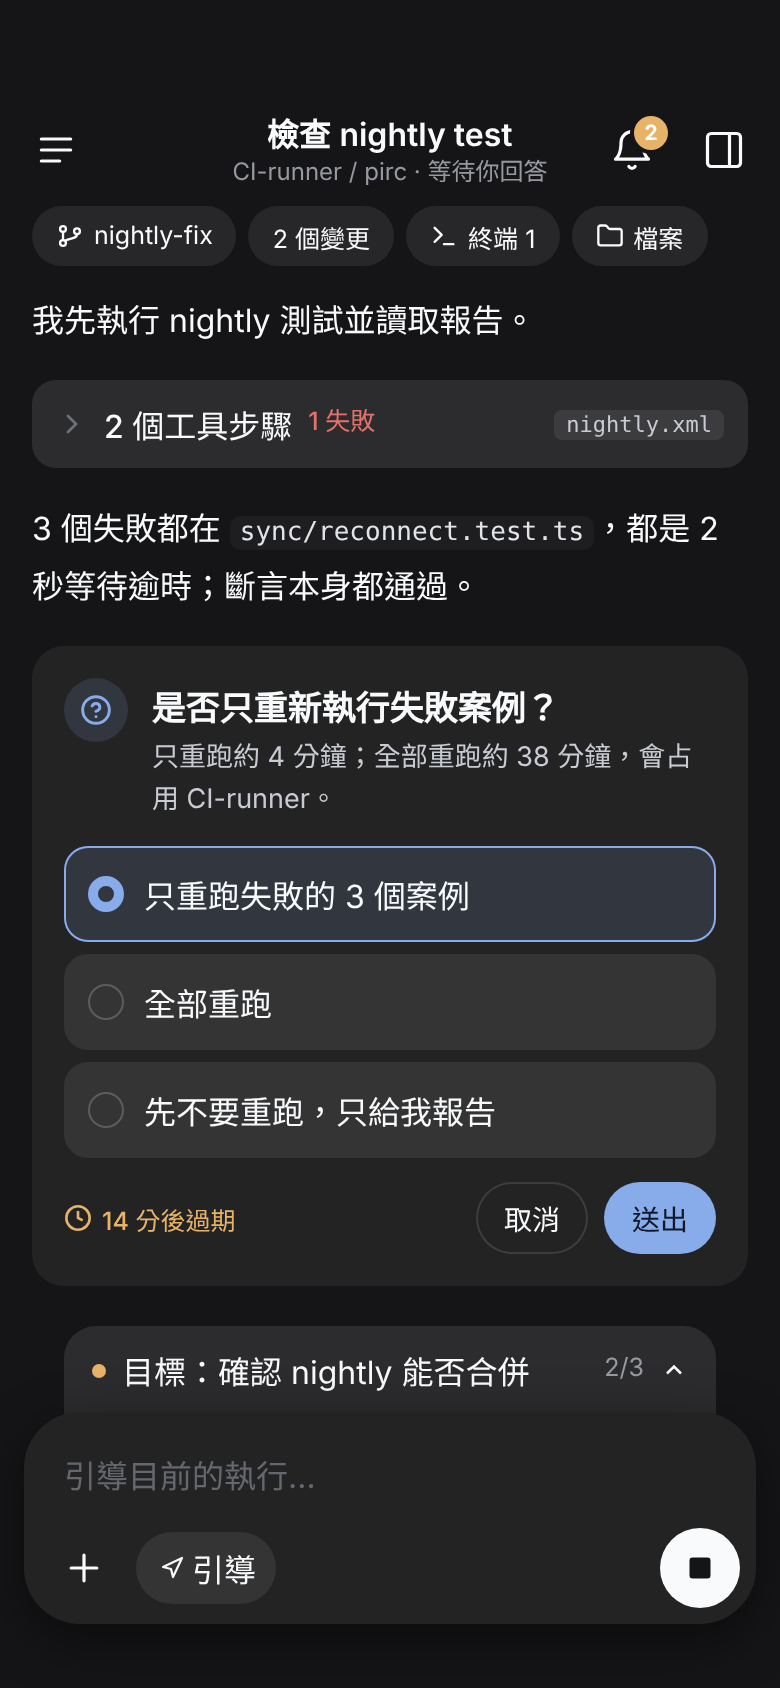 檢查 nightly test
2
CI-runner / pirc · 等待你回答
nightly-fix
2 個變更
終端 1
檔案
我先執行 nightly 測試並讀取報告。
2 個工具步驟 1 失敗 nightly.xml
3 個失敗都在 sync/reconnect.test.ts，都是 2
秒等待逾時；斷言本身都通過。
是否只重新執行失敗案例？
只重跑約 4 分鐘；全部重跑約 38 分鐘，會占
用 CI-runner。
只重跑失敗的 3 個案例
全部重跑
先不要重跑，只給我報告
14 分後過期
取消
送出
目標：確認 nightly 能否合併 2/3
引導目前的執行...
引導